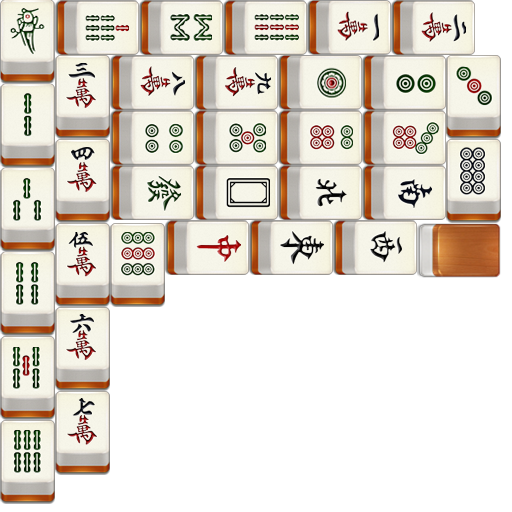 一萬 二萬
三萬 八萬 九萬
四萬
發 北 南
伍萬 中 東 西
六萬
七萬